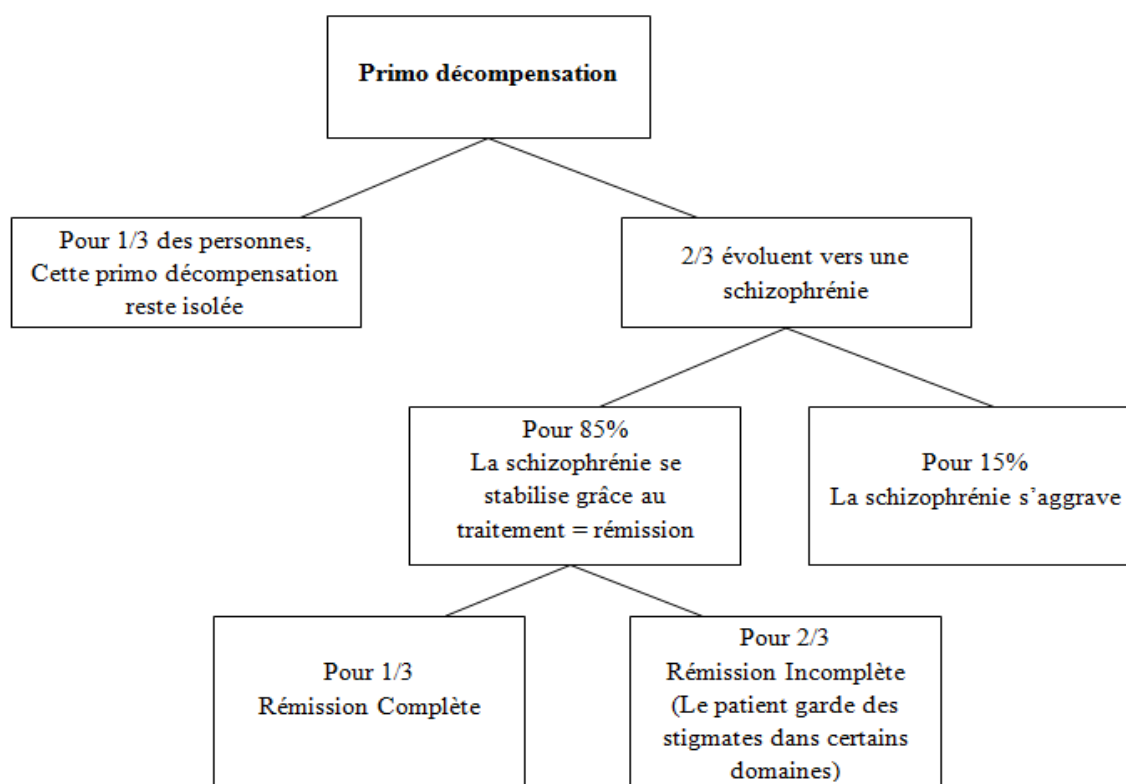 Primo décompensation
Pour 1/3 des personnes,
Cette primo décompensation
reste isolée
2/3 évoluent vers une
schizophrénie
Pour 85%
La schizophrénie se
stabilise grâce au
traitement = rémission
Pour 15%
La schizophrénie s’aggrave
Pour 1/3
Rémission Complète
Pour 2/3
Rémission Incomplète
(Le patient garde des
stigmates dans certains
domaines)